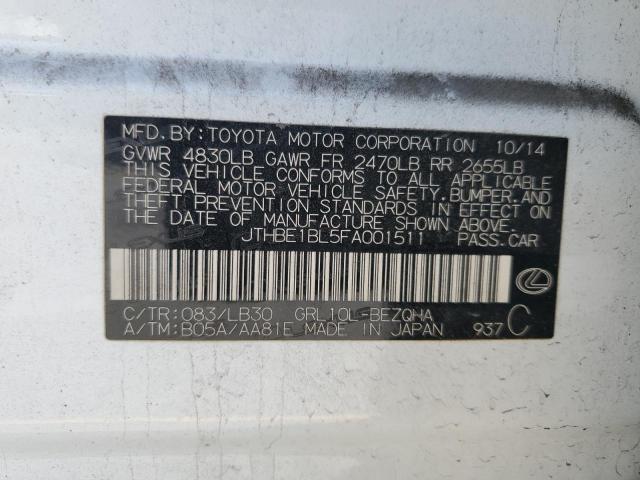 MFD. BY: TOYOTA MOTOR CORPORATION 10/14
GVWR 4830LB GAWR FR 2470LB RR 2655LB
THIS VEHICLE CONFORMS TO ALL APPLICABLE
FEDERAL MOTOR VEHICLE SAFETY, BUMPER, AND
THEFT PREVENTION STANDARDS IN EFFECT ON
THE DATE OF MANUFACTURE SHOWN ABOVE.
JTHBE1BL5FA001511 PASS. CAR
C/TR: 083/LB30 GRL10L-BEZQHA
A/TM: B05A/AA81E MADE IN JAPAN 937 C